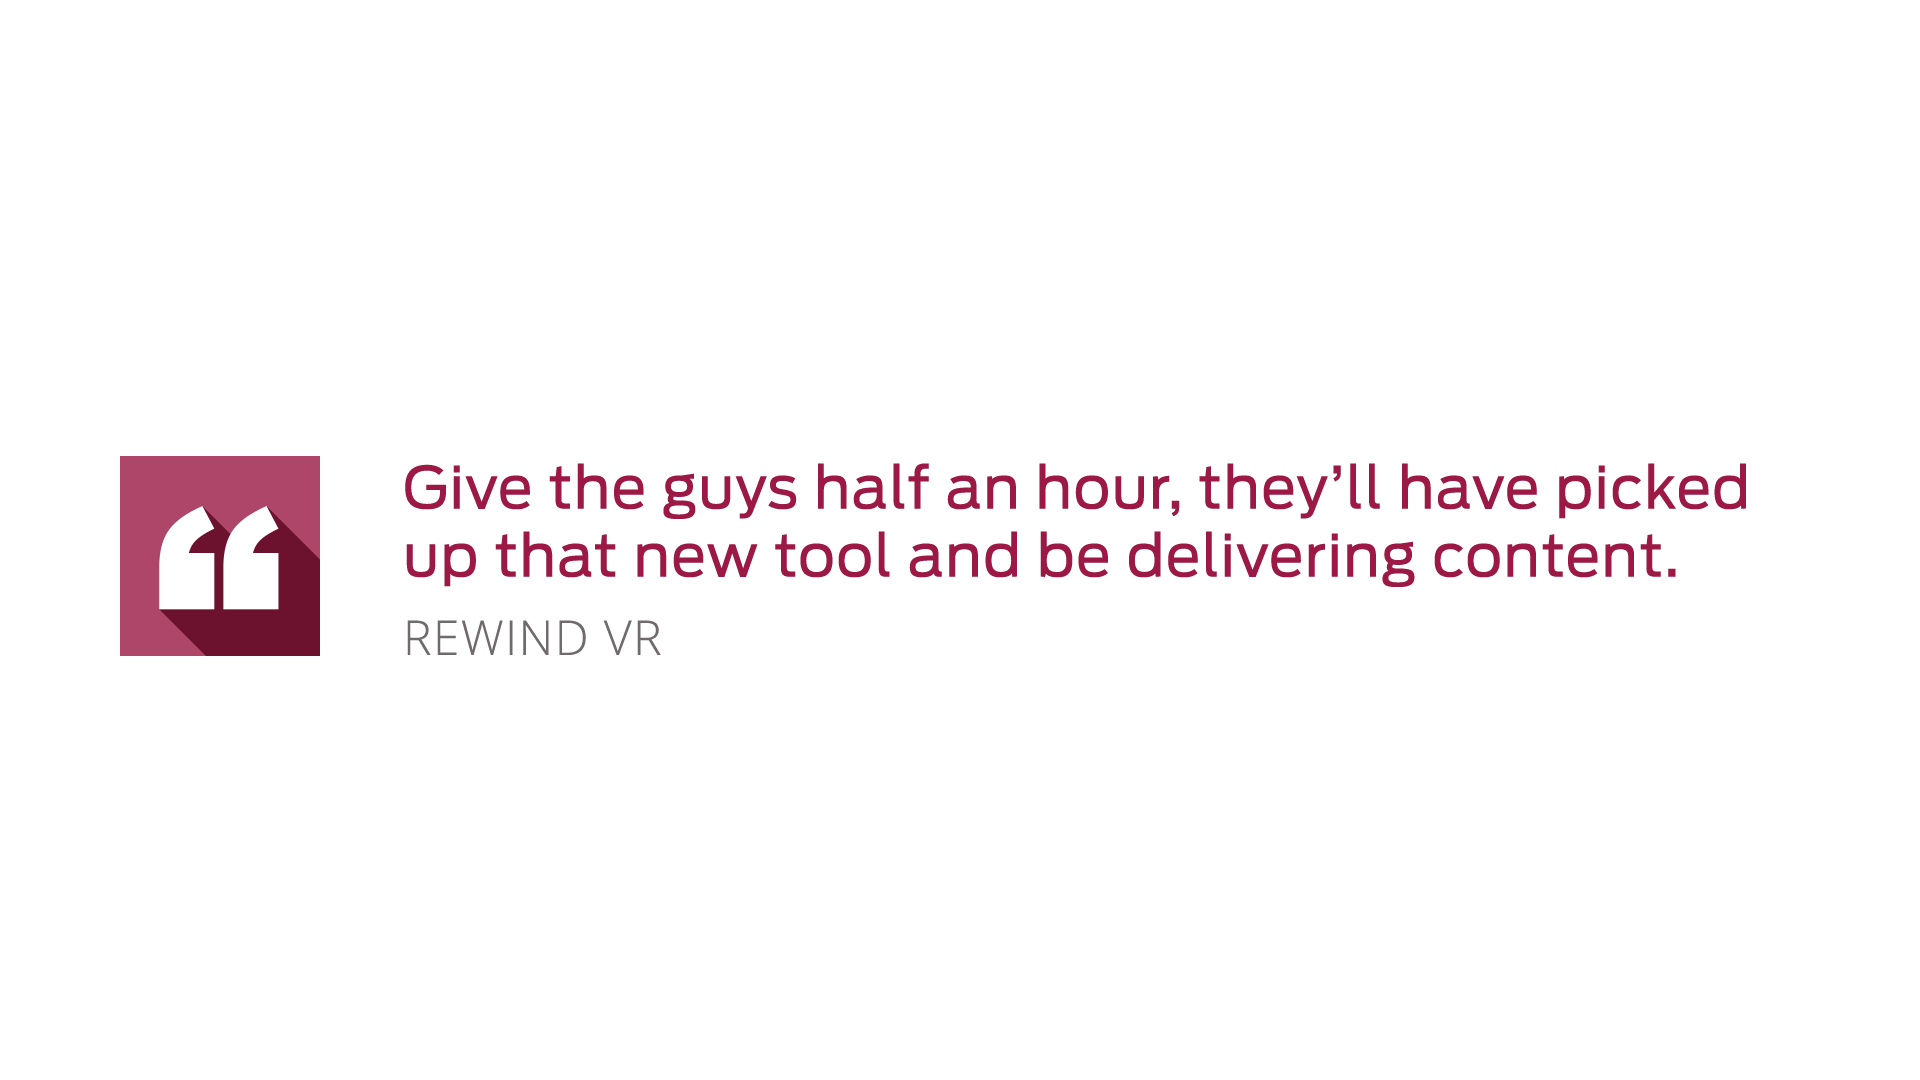 “
Give the guys half an hour, they’ll have picked
up that new tool and be delivering content.
REWIND VR